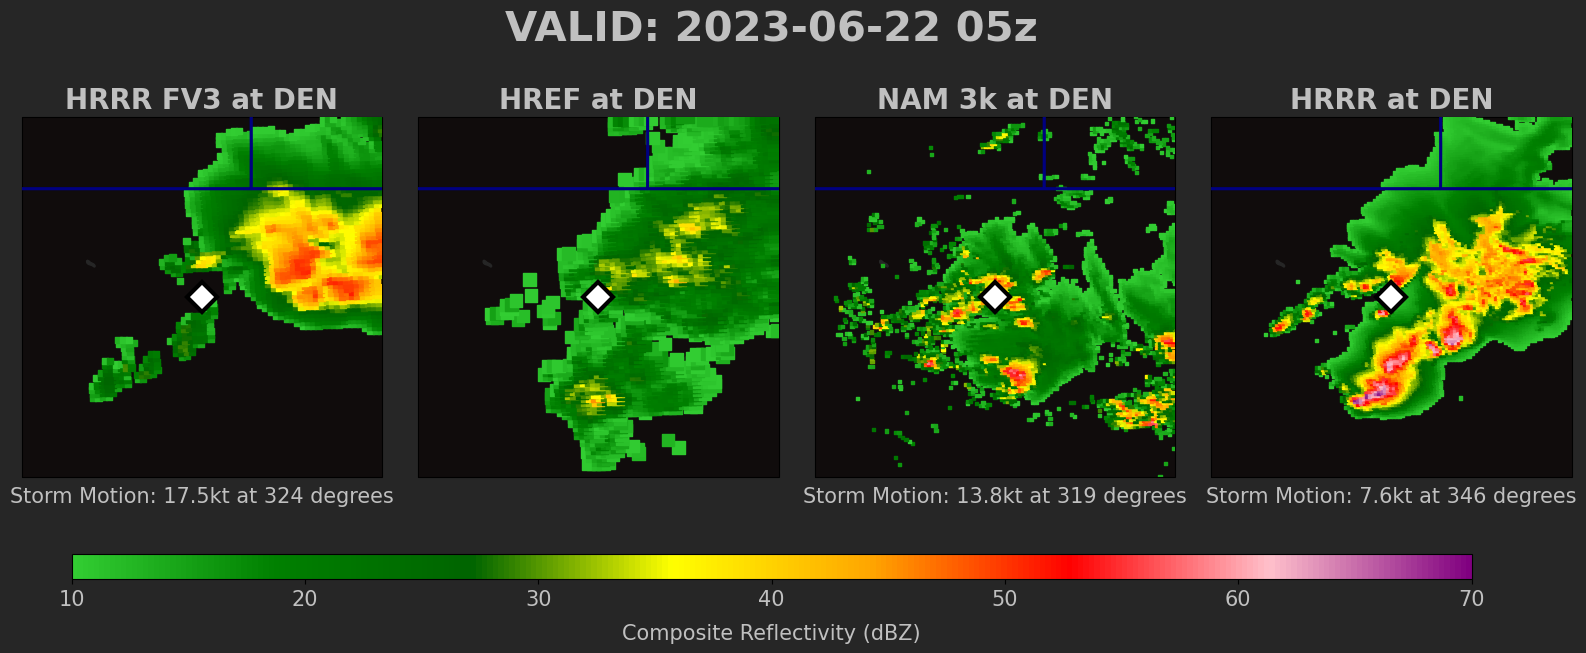 VALID: 2023-06-22 05z
HRRR FV3 at DEN
HREF at DEN
NAM 3k at DEN
HRRR at DEN
Storm Motion: 17.5kt at 324 degrees
Storm Motion: 13.8kt at 319 degrees
Storm Motion: 7.6kt at 346 degrees
10 20 30 40 50 60 70
Composite Reflectivity (dBZ)